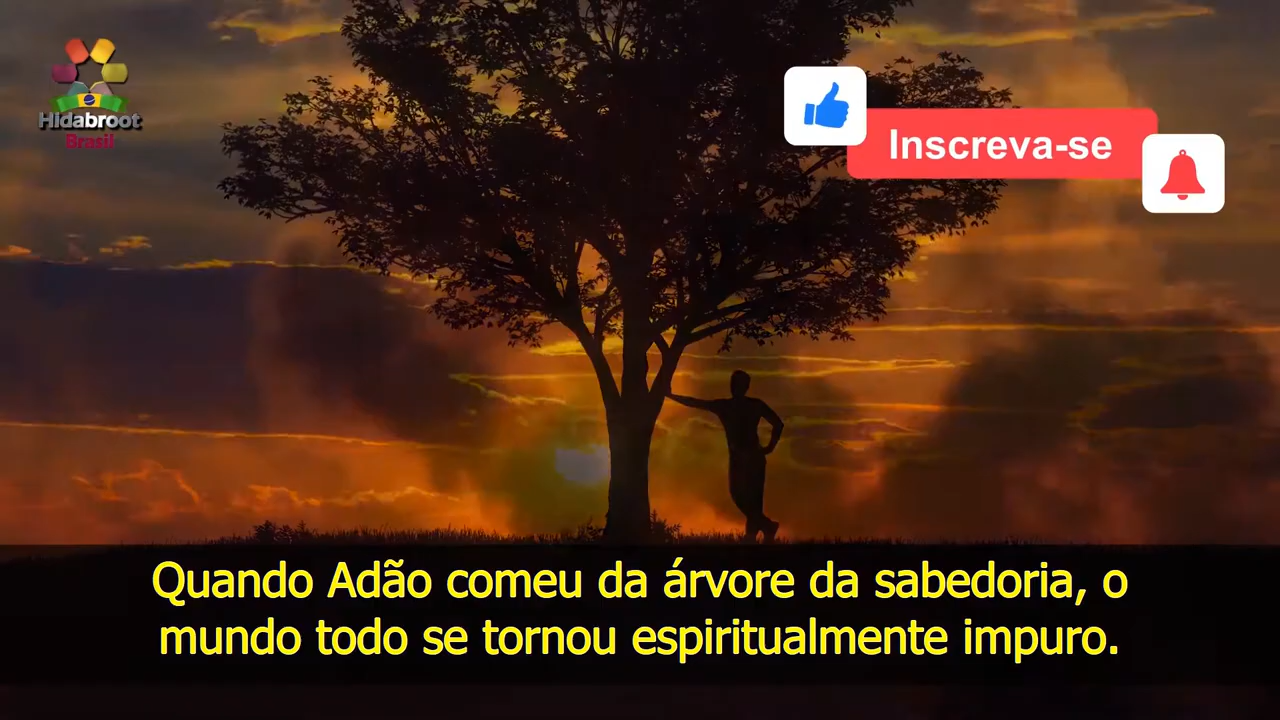 Hidabroot
Brasil
Inscreva-se
Quando Adão comeu da árvore da sabedoria, o
mundo todo se tornou espiritualmente impuro.